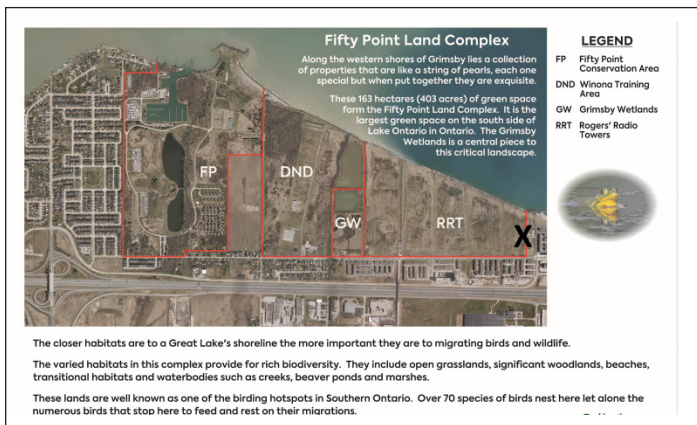 Fifty Point Land Complex
Along the western shores of Grimsby lies a collection
of properties that are like a string of pearls, each one
special but when put together they are exquisite.
These 163 hectares (403 acres) of green space
form the Fifty Point Land Complex. It is the
largest green space on the south side of
Lake Ontario in Ontario. The Grimsby
Wetlands is a central piece to
this critical landscape.
FP
DND
GW
RRT
X
LEGEND
FP Fifty Point
Conservation Area
DND Winona Training
Area
GW Grimsby Wetlands
RRT Rogers' Radio
Towers
The closer habitats are to a Great Lake's shoreline the more important they are to migrating birds and wildlife.
The varied habitats in this complex provide for rich biodiversity. They include open grasslands, significant woodlands, beaches,
transitional habitats and waterbodies such as creeks, beaver ponds and marshes.
These lands are well known as one of the birding hotspots in Southern Ontario. Over 70 species of birds nest here let alone the
numerous birds that stop here to feed and rest on their migrations.